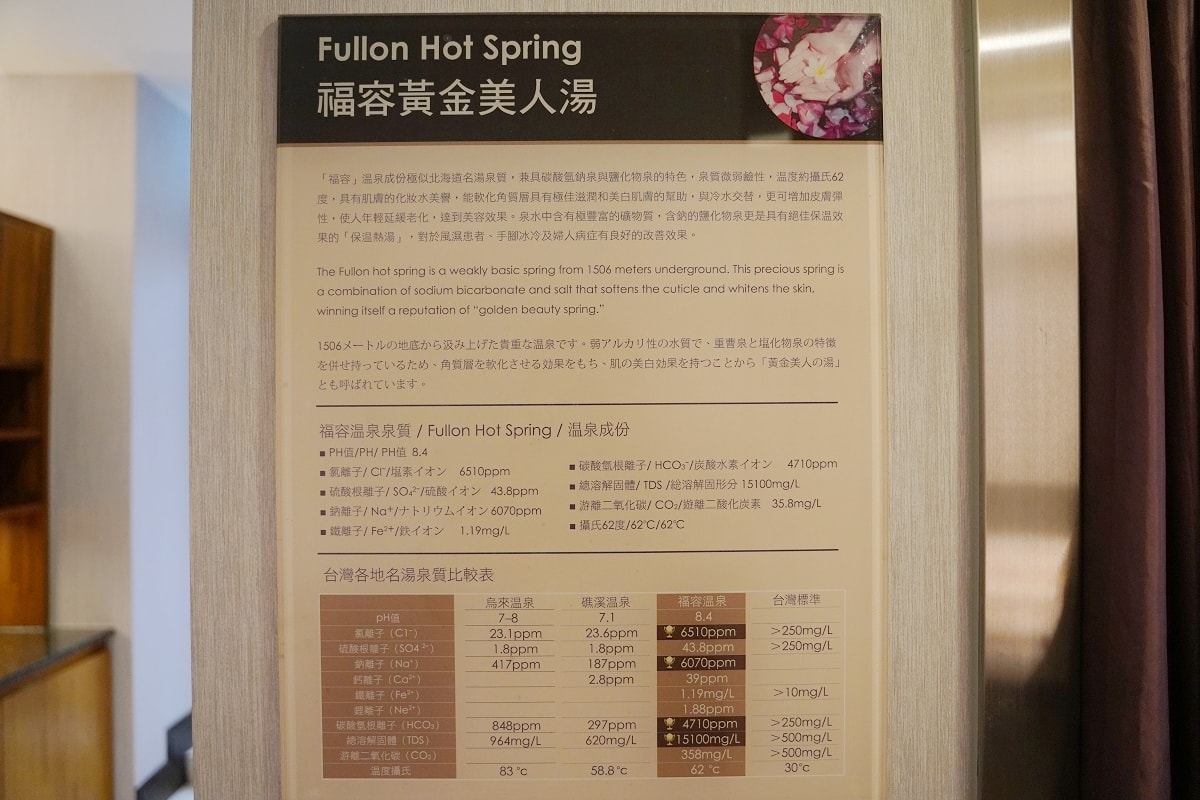 Fullon Hot Spring
福容黃金美人湯
「福容」溫泉成份極似北海道名湯泉質，兼具碳酸氫鈉泉與鹽化物泉的特色，泉質微弱鹼性，溫度約攝氏62
度，具有肌膚的化妝水美譽，能軟化角質層具有極佳滋潤和美白肌膚的幫助，與冷水交替，更可增加皮膚彈
性，使人年輕延緩老化，達到美容效果。泉水中含有極豐富的礦物質，含鈉的鹽化物泉更是具有絕佳保溫效
果的「保溫熱湯」，對於風濕患者、手腳冰冷及婦人病症有良好的改善效果。
The Fullon hot spring is a weakly basic spring from 1506 meters underground. This precious spring is
a combination of sodium bicarbonate and salt that softens the cuticle and whitens the skin,
winning itself a reputation of “golden beauty spring.”
1506メートルの地底から汲み上げた貴重な温泉です。弱アルカリ性の水質で、重曹泉と塩化物泉の特徴
を併せ持っているため、角質層を軟化させる効果をもち、肌の美白効果を持つことから「黃金美人の湯」
とも呼ばれています。
福容溫泉泉質 / Fullon Hot Spring / 温泉成份
■ PH值/PH/ PH值 8.4
■ 氯離子/ Cl⁻/塩素イオン 6510ppm
■ 硫酸根離子/ SO₄²⁻/硫酸イオン 43.8ppm
■ 鈉離子/ Na⁺/ナトリウムイオン 6070ppm
■ 鐵離子/ Fe²⁺/鉄イオン 1.19mg/L
■ 碳酸氫根離子/ HCO₃⁻/炭酸水素イオン 4710ppm
■ 總溶解固體/ TDS /総溶解固形分 15100mg/L
■ 游離二氧化碳/ CO₂/遊離二酸化炭素 35.8mg/L
■ 攝氏62度/62℃/62℃
台灣各地名湯泉質比較表
烏來溫泉 礁溪溫泉 福容溫泉 台灣標準
pH值 7–8 7.1 8.4
氯離子（C1⁻） 23.1ppm 23.6ppm 6510ppm ＞250mg/L
硫酸根離子（SO4 ²⁻） 1.8ppm 1.8ppm 43.8ppm ＞250mg/L
鈉離子（Na⁺） 417ppm 187ppm 6070ppm
鈣離子（Ca²⁺） 2.8ppm 39ppm
鐵離子（Fe²⁺） 1.19mg/L ＞10mg/L
鋰離子（Ne²⁺） 1.88ppm
碳酸氫根離子（HCO₃） 848ppm 297ppm 4710ppm ＞250mg/L
總溶解固體（TDS） 964mg/L 620mg/L 15100mg/L ＞500mg/L
游離二氧化碳（CO₂） 358mg/L ＞500mg/L
溫度攝氏 83 °c 58.8 °c 62 °c 30°c